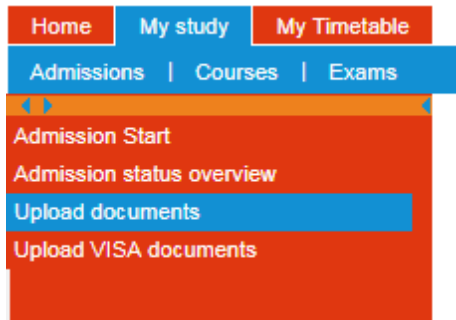 Home My study My Timetable
Admissions | Courses | Exams
Admission Start
Admission status overview
Upload documents
Upload VISA documents